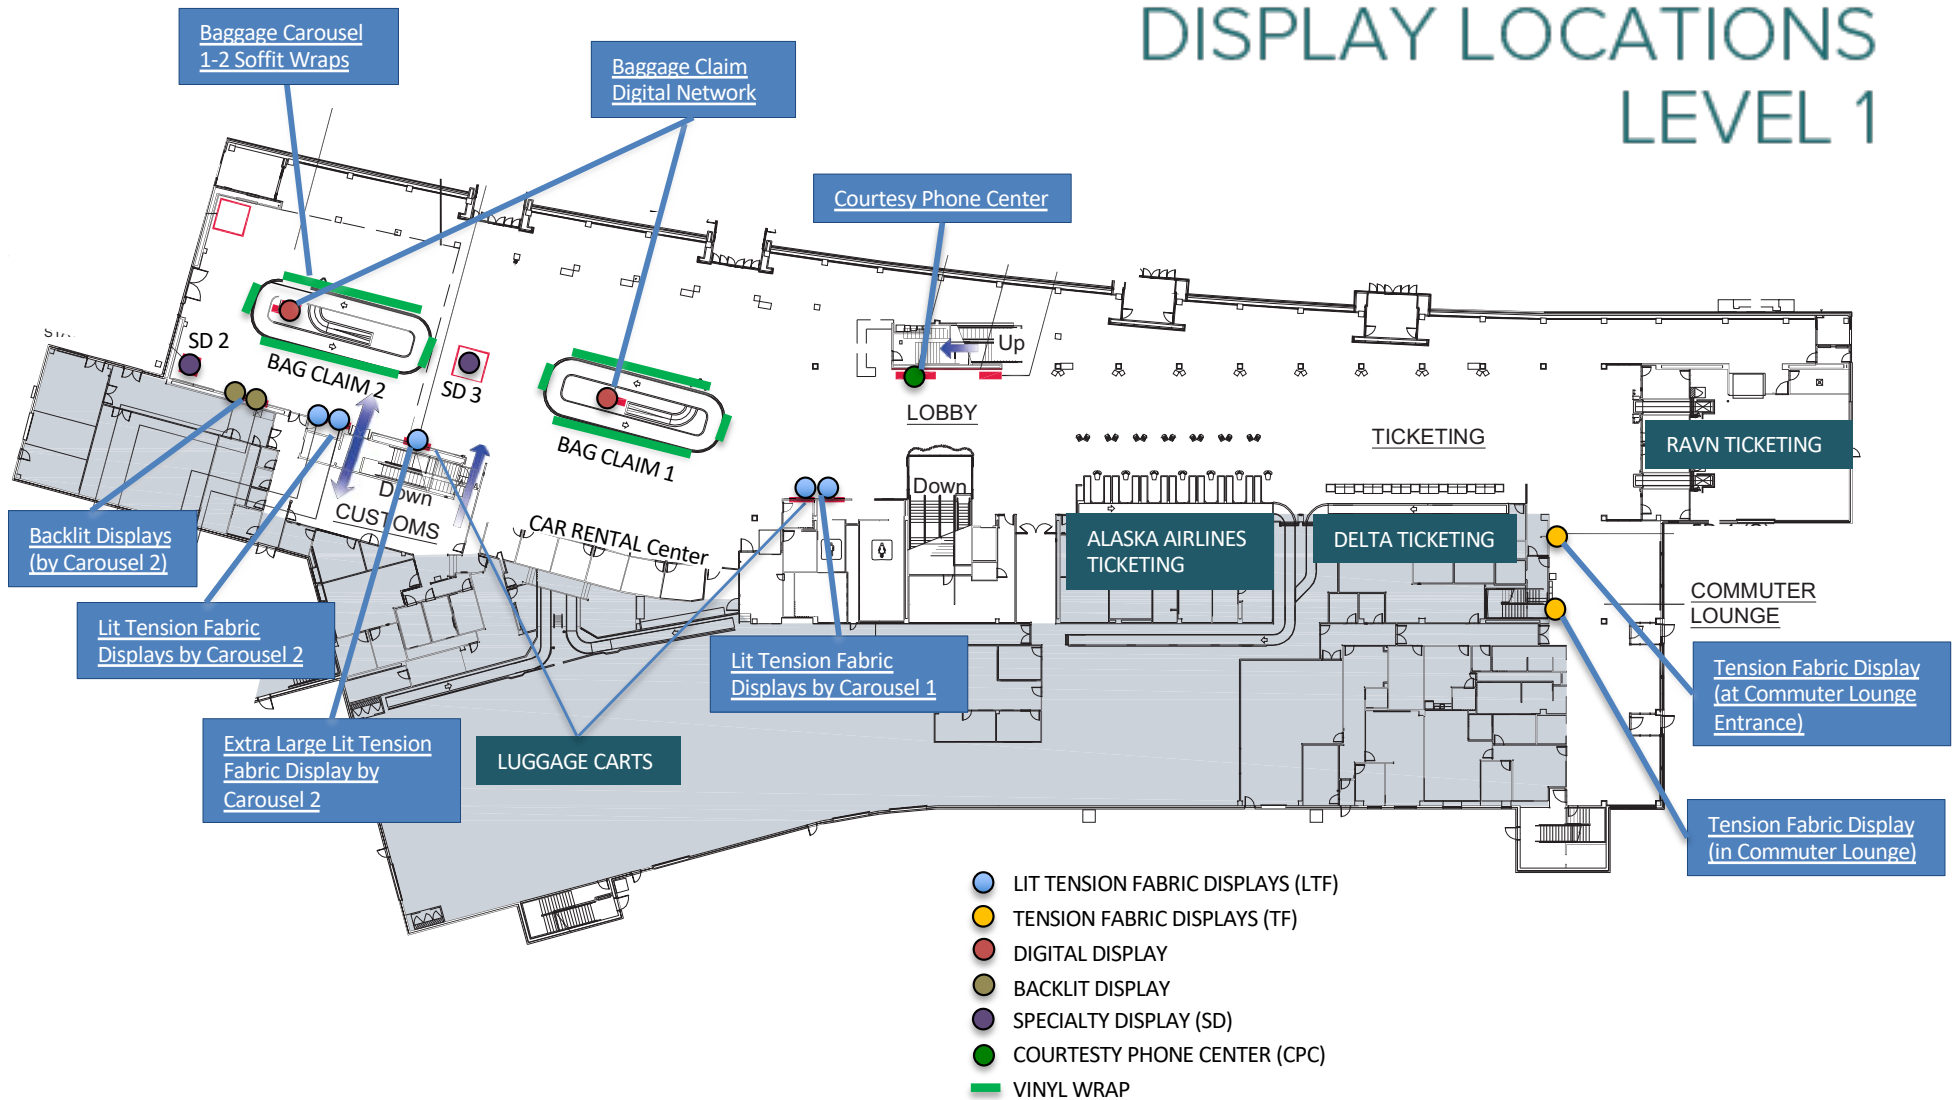 DISPLAY LOCATIONS
LEVEL 1
Baggage Carousel
1-2 Soffit Wraps
Baggage Claim
Digital Network
Courtesy Phone Center
SD 2
BAG CLAIM 2
SD 3
BAG CLAIM 1
Up
LOBBY
TICKETING
RAVN TICKETING
Down
CUSTOMS
CAR RENTAL Center
Down
ALASKA AIRLINES
TICKETING
DELTA TICKETING
COMMUTER
LOUNGE
Backlit Displays
(by Carousel 2)
Lit Tension Fabric
Displays by Carousel 2
Extra Large Lit Tension
Fabric Display by
Carousel 2
LUGGAGE CARTS
Lit Tension Fabric
Displays by Carousel 1
Tension Fabric Display
(at Commuter Lounge
Entrance)
Tension Fabric Display
(in Commuter Lounge)
LIT TENSION FABRIC DISPLAYS (LTF)
TENSION FABRIC DISPLAYS (TF)
DIGITAL DISPLAY
BACKLIT DISPLAY
SPECIALTY DISPLAY (SD)
COURTESTY PHONE CENTER (CPC)
VINYL WRAP